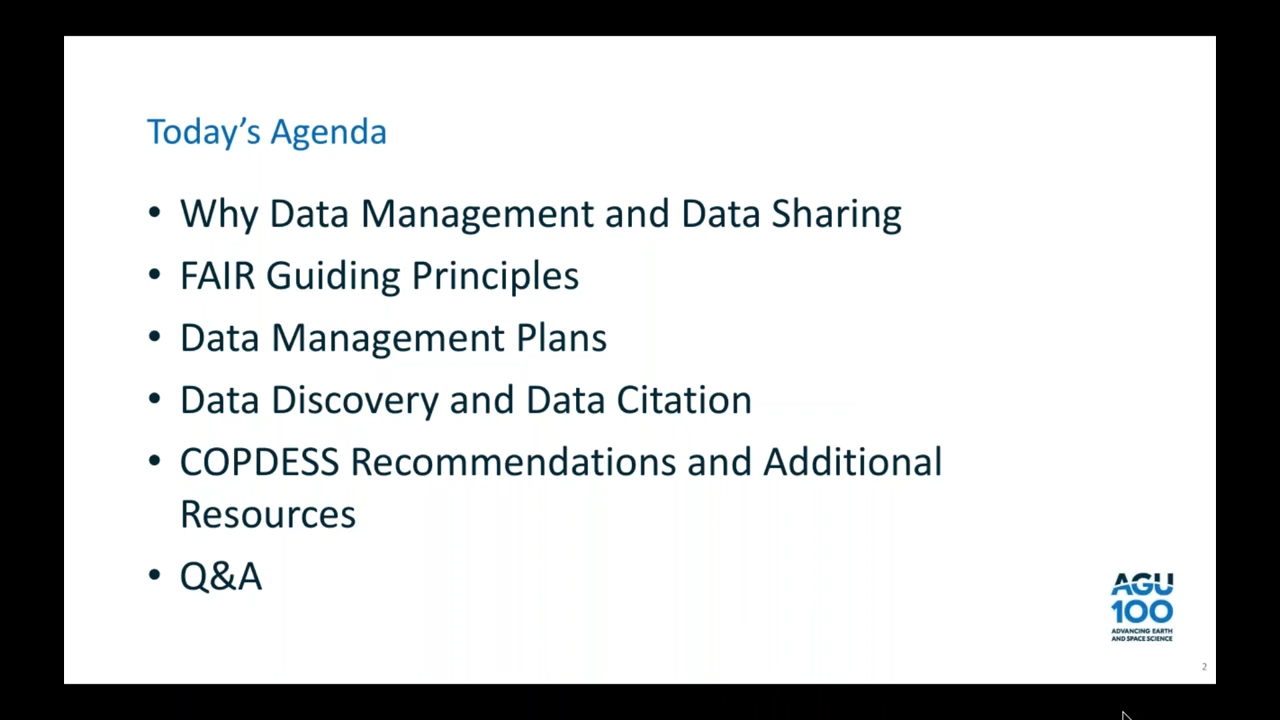 Today's Agenda
• Why Data Management and Data Sharing
• FAIR Guiding Principles
• Data Management Plans
• Data Discovery and Data Citation
• COPDESS Recommendations and Additional
Resources
• Q&A
AGU
100
ADVANCING EARTH
AND SPACE SCIENCE
2